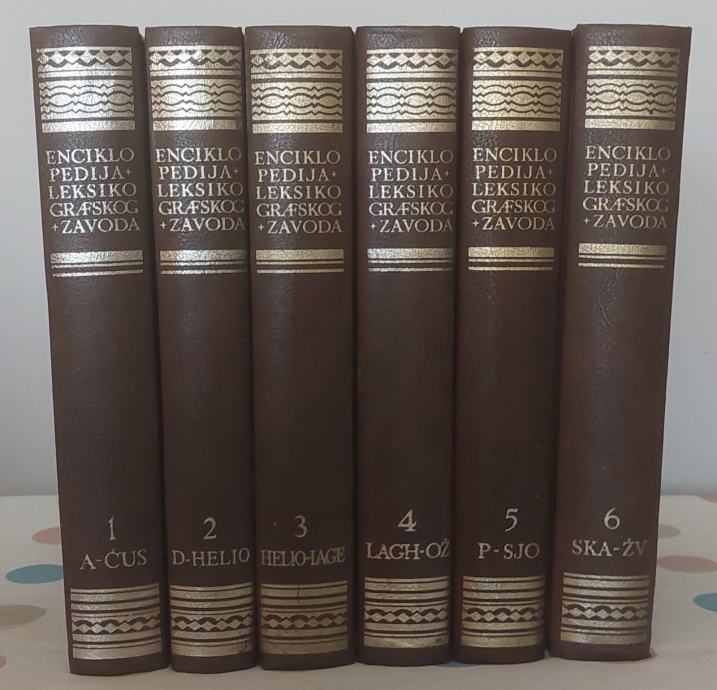 ENCIKLO
PEDIJA+
LEKSIKO
GRAFSKOG
+ZAVODA
1
A-ĆUS
ENCIKLO
PEDIJA+
LEKSIKO
GRAFSKOG
+ZAVODA
2
D-HELIO
ENCIKLO
PEDIJA+
LEKSIKO
GRAFSKOG
+ZAVODA
3
HELIO-LAGE
ENCIKLO
PEDIJA+
LEKSIKO
GRAFSKOG
+ZAVODA
4
LAGH-OŽ
ENCIKLO
PEDIJA+
LEKSIKO
GRAFSKOG
+ZAVODA
5
P-SJO
ENCIKLO
PEDIJA+
LEKSIKO
GRAFSKOG
+ZAVODA
6
SKA-ŽV